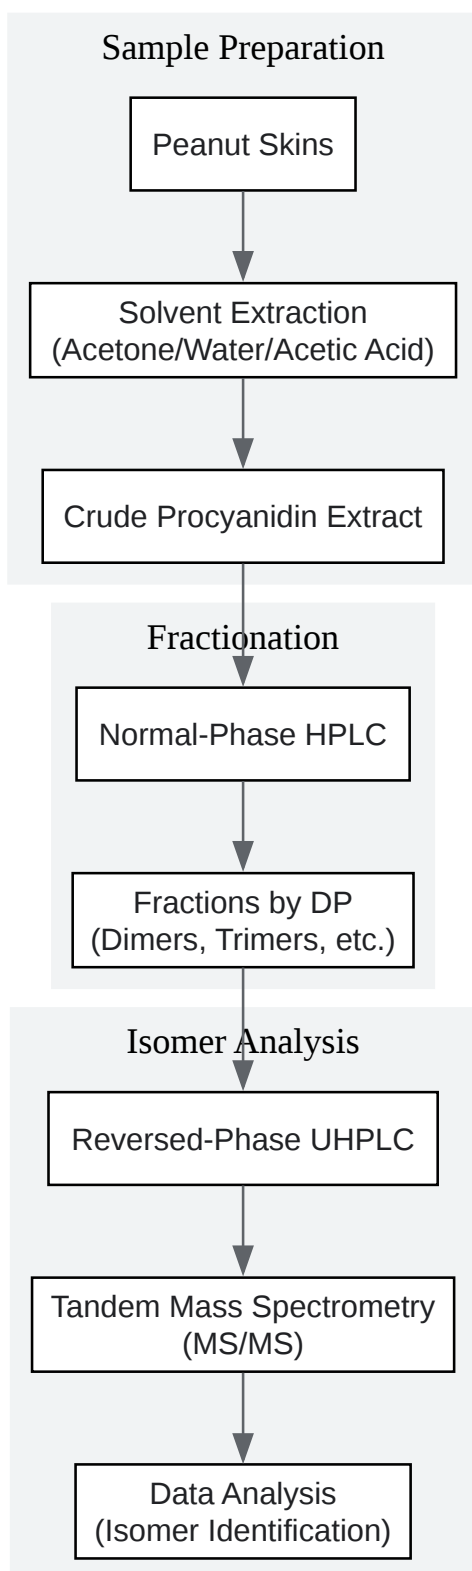 Sample Preparation
Peanut Skins
Solvent Extraction
(Acetone/Water/Acetic Acid)
Crude Procyanidin Extract
Fractionation
Normal-Phase HPLC
Fractions by DP
(Dimers, Trimers, etc.)
Isomer Analysis
Reversed-Phase UHPLC
Tandem Mass Spectrometry
(MS/MS)
Data Analysis
(Isomer Identification)